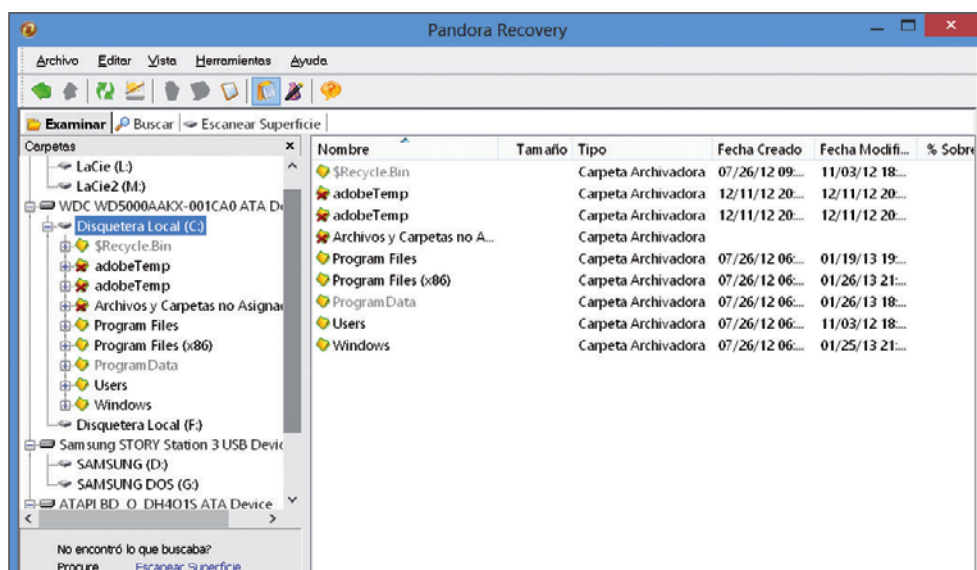 Pandora Recovery
Archivo Editar Vista Herramientas Ayuda
Examinar Buscar Escanear Superficie
Carpetas
LaCie (L:)
LaCie2 (M:)
WDC WD5000AAKX-001CA0 ATA De
Disquetera Local (C:)
$Recycle.Bin
adobeTemp
adobeTemp
Archivos y Carpetas no Asignad
Program Files
Program Files (x86)
ProgramData
Users
Windows
Disquetera Local (F:)
Samsung STORY Station 3 USB Devic
SAMSUNG (D:)
SAMSUNG DOS (G:)
ATAPI BD O DH4O1S ATA Device
No encontró lo que buscaba?
Procure Escanear Superficie
Nombre Tamaño Tipo Fecha Creado Fecha Modifi... % Sobre
$Recycle.Bin Carpeta Archivadora 07/26/12 09:... 11/03/12 18:...
adobeTemp Carpeta Archivadora 12/11/12 20:... 12/11/12 20:...
adobeTemp Carpeta Archivadora 12/11/12 20:... 12/11/12 20:...
Archivos y Carpetas no A... Carpeta Archivadora
Program Files Carpeta Archivadora 07/26/12 06:... 01/19/13 19:...
Program Files (x86) Carpeta Archivadora 07/26/12 06:... 01/26/13 21:...
ProgramData Carpeta Archivadora 07/26/12 06:... 01/26/13 18:...
Users Carpeta Archivadora 07/26/12 06:... 11/03/12 18:...
Windows Carpeta Archivadora 07/26/12 06:... 01/25/13 21:...